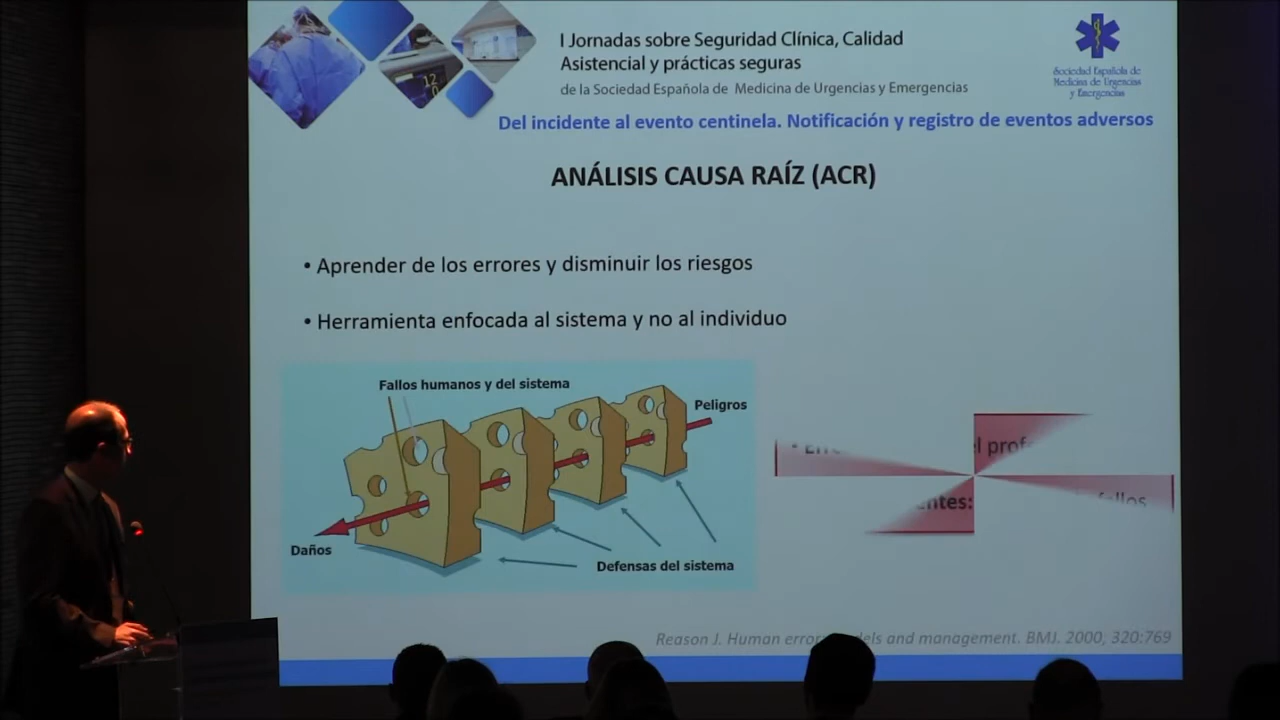 I Jornadas sobre Seguridad Clínica, Calidad
Asistencial y prácticas seguras
de la Sociedad Española de Medicina de Urgencias y Emergencias
Sociedad Española de
Medicina de Urgencias
y Emergencias
Del incidente al evento centinela. Notificación y registro de eventos adversos
ANÁLISIS CAUSA RAÍZ (ACR)
• Aprender de los errores y disminuir los riesgos
• Herramienta enfocada al sistema y no al individuo
Fallos humanos y del sistema
Peligros
Daños
Defensas del sistema
Reason J. Human and management. BMJ. 2000; 320:769